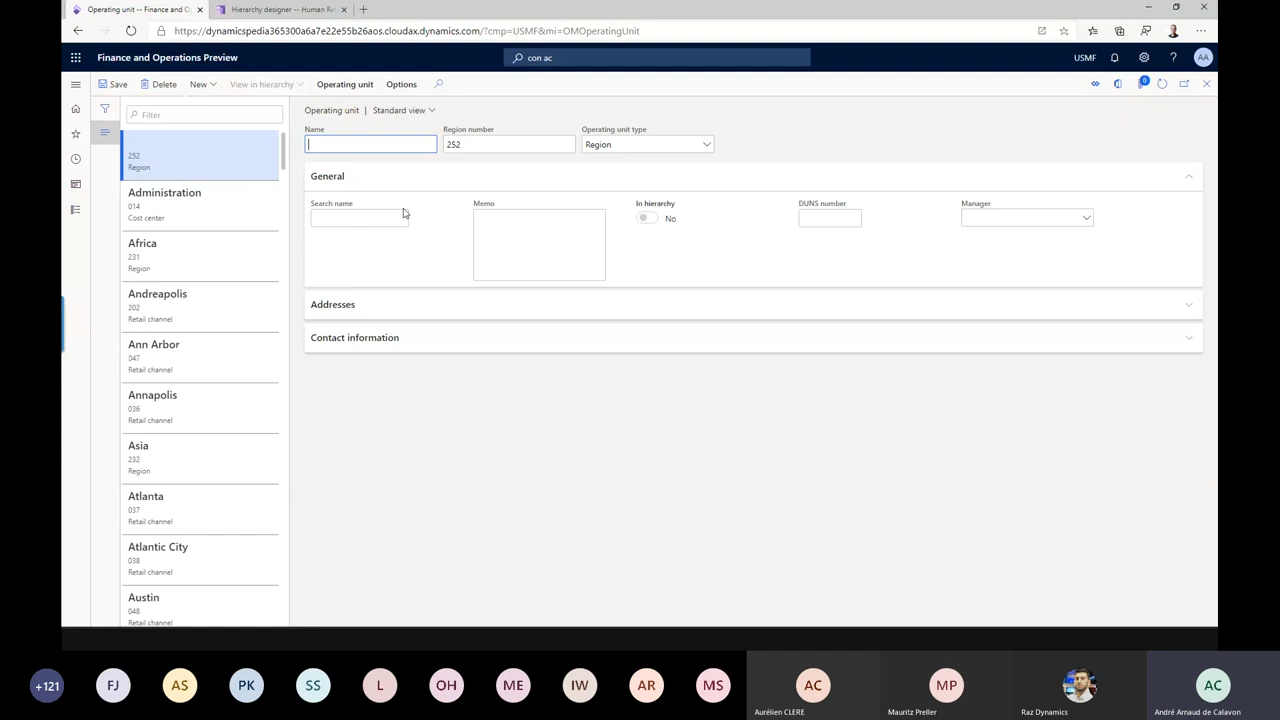 Operating unit -- Finance and O
Hierarchy designer -- Human Re
https://dynamicspedia365300a6a7e22e55b26aos.cloudax.dynamics.com/?cmp=USMF&mi=OMOperatingUnit
Finance and Operations Preview
con ac
USMF
AA
Save
Delete
New
View in hierarchy
Operating unit
Options
0
Filter
252
Region
Administration
014
Cost center
Africa
231
Region
Andreapolis
202
Retail channel
Ann Arbor
047
Retail channel
Annapolis
036
Retail channel
Asia
232
Region
Atlanta
037
Retail channel
Atlantic City
038
Retail channel
Austin
048
Retail channel
Operating unit | Standard view
Name
Region number
252
Operating unit type
Region
General
Search name
Memo
In hierarchy
No
DUNS number
Manager
Addresses
Contact information
+121
FJ
AS
PK
SS
L
OH
ME
IW
AR
MS
AC
Aurélien CLERE
MP
Mauritz Preller
Raz Dynamics
AC
André Arnaud de Calavon